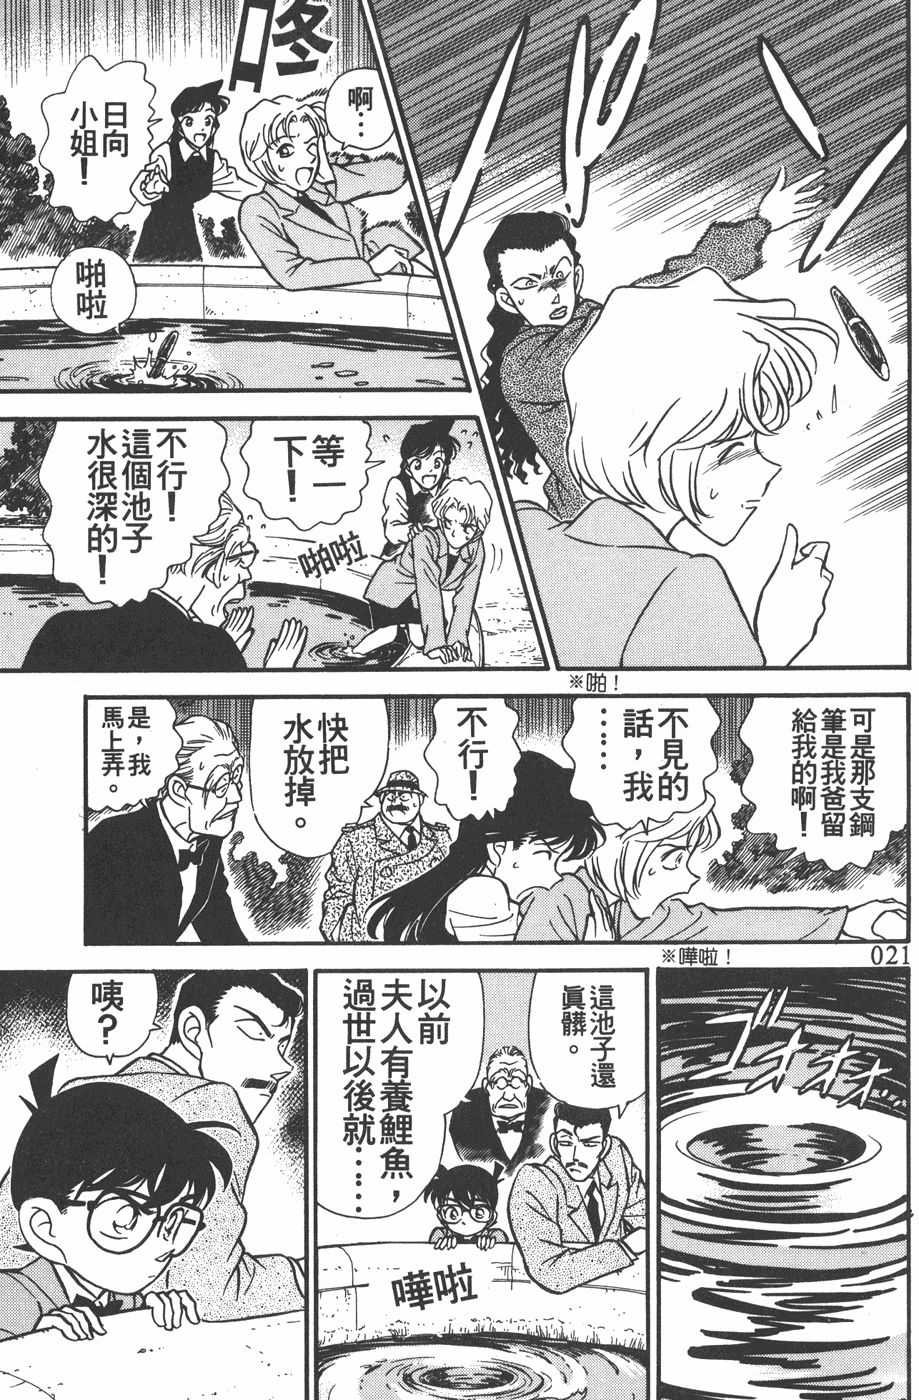 咚
啊…
日向
小姐！
啪啦
※啪！
等一
下！
啪啦
不行！
這個池子
水很深的！
可是那支鋼
筆是我爸留
給我的啊！
不見的
話，我
……
不行！
快把
水放掉。
是，我
馬上弄。
※嘩啦！
021
ゴオオオ…
這池子還
真髒。
以前
夫人有養鯉魚，
過世以後就……
嘩啦
咦？